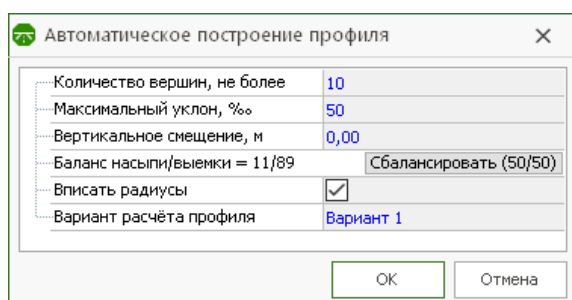 Автоматическое построение профиля
Количество вершин, не более 10
Максимальный уклон, ‰ 50
Вертикальное смещение, м 0,00
Баланс насыпи/выемки = 11/89 Сбалансировать (50/50)
Вписать радиусы
Вариант расчёта профиля Вариант 1
ОК Отмена